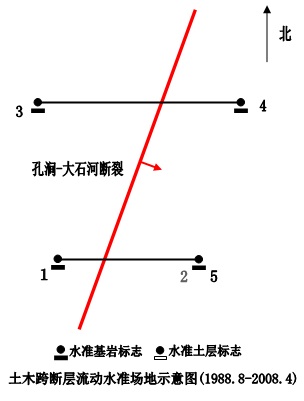 北
3 4
孔涧-大石河断裂
1 2 5
水准基岩标志 水准土层标志
土木跨断层流动水准场地示意图(1988.8-2008.4)